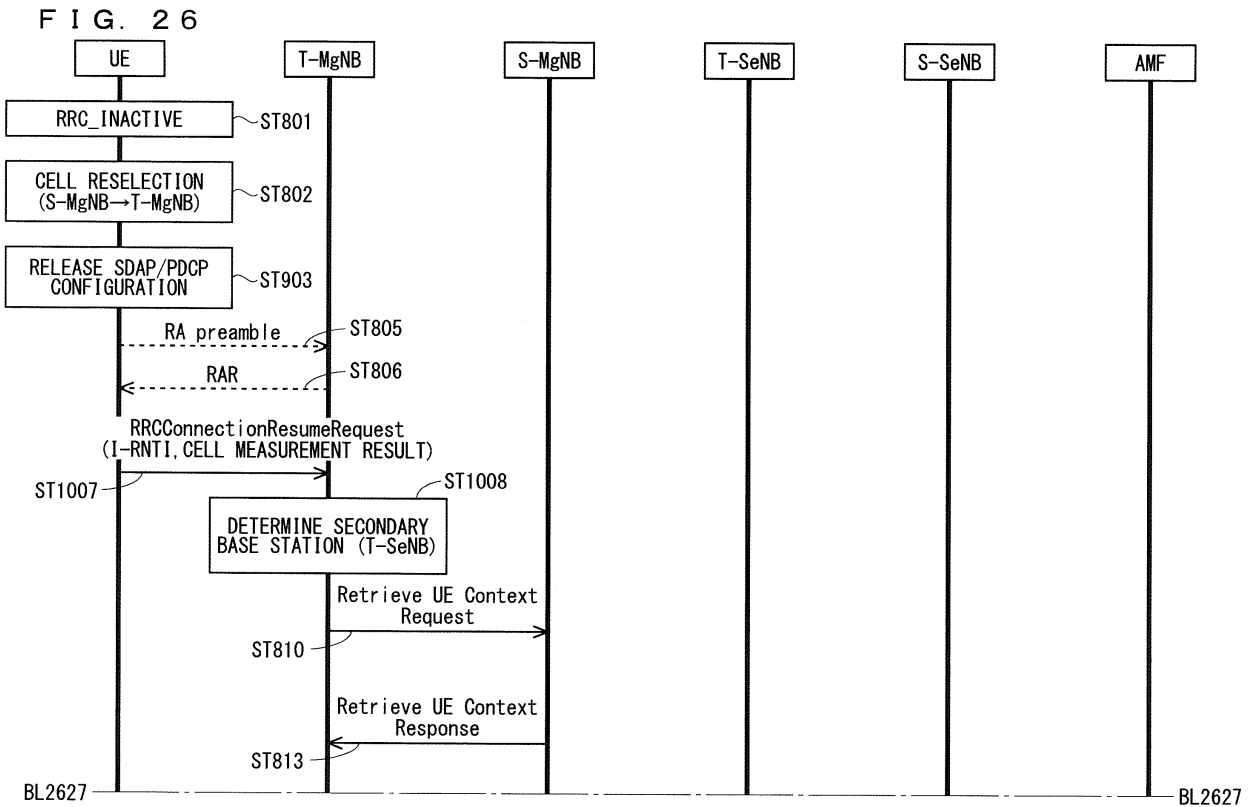 FIG. 26
UE
T-MgNB
S-MgNB
T-SeNB
S-SeNB
AMF
RRC_INACTIVE
ST801
CELL RESELECTION
(S-MgNB→T-MgNB)
ST802
RELEASE SDAP/PDCP
CONFIGURATION
ST903
RA preamble
ST805
RAR
ST806
RRCConnectionResumeRequest
(I-RNTI,CELL MEASUREMENT RESULT)
ST1007
ST1008
DETERMINE SECONDARY
BASE STATION (T-SeNB)
Retrieve UE Context
Request
ST810
Retrieve UE Context
Response
ST813
BL2627
BL2627